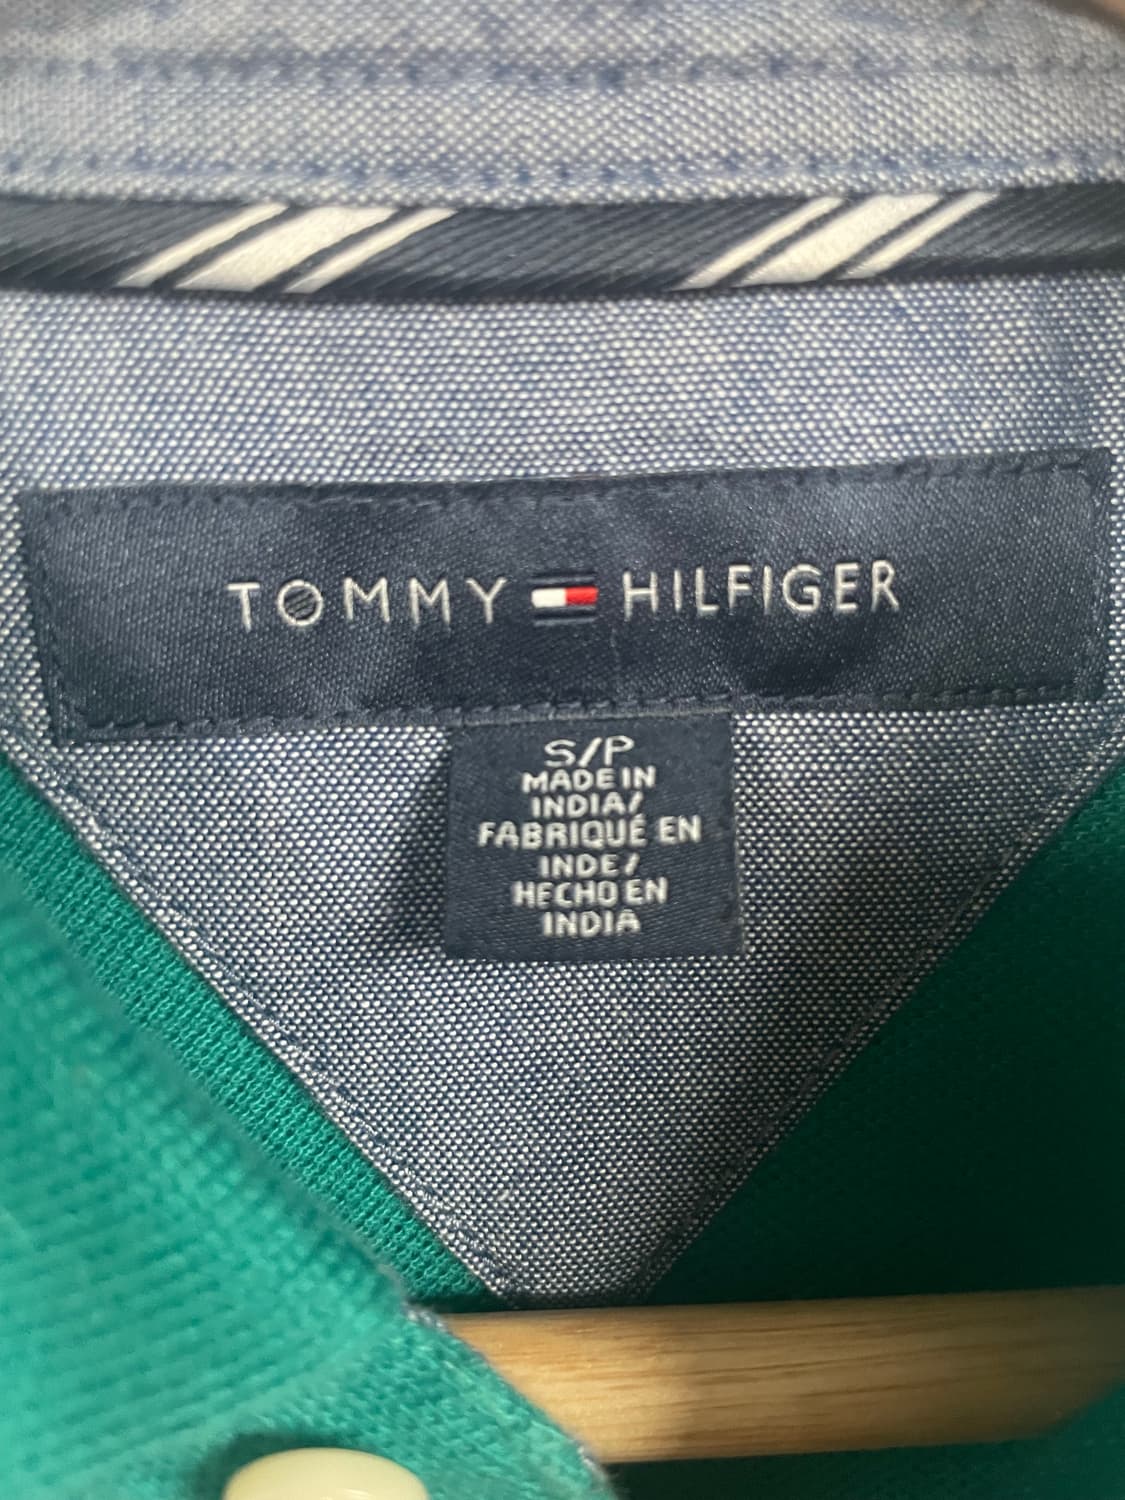 TOMMY HILFIGER
S/P
MADE IN
INDIA/
FABRIQUÉ EN
INDE/
HECHO EN
INDIA